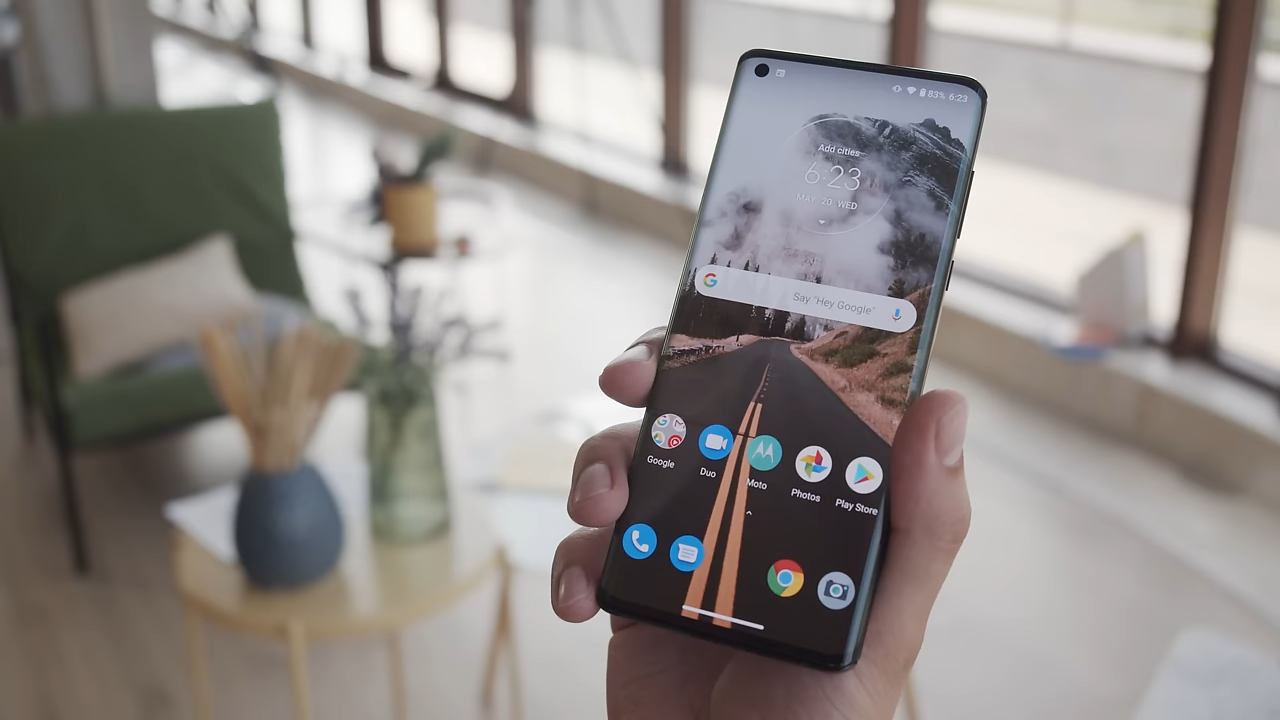 83% 6:23
Add cities
6:23
MAY 20 WED
Say "Hey Google"
Google
Duo
Moto
Photos
Play Store